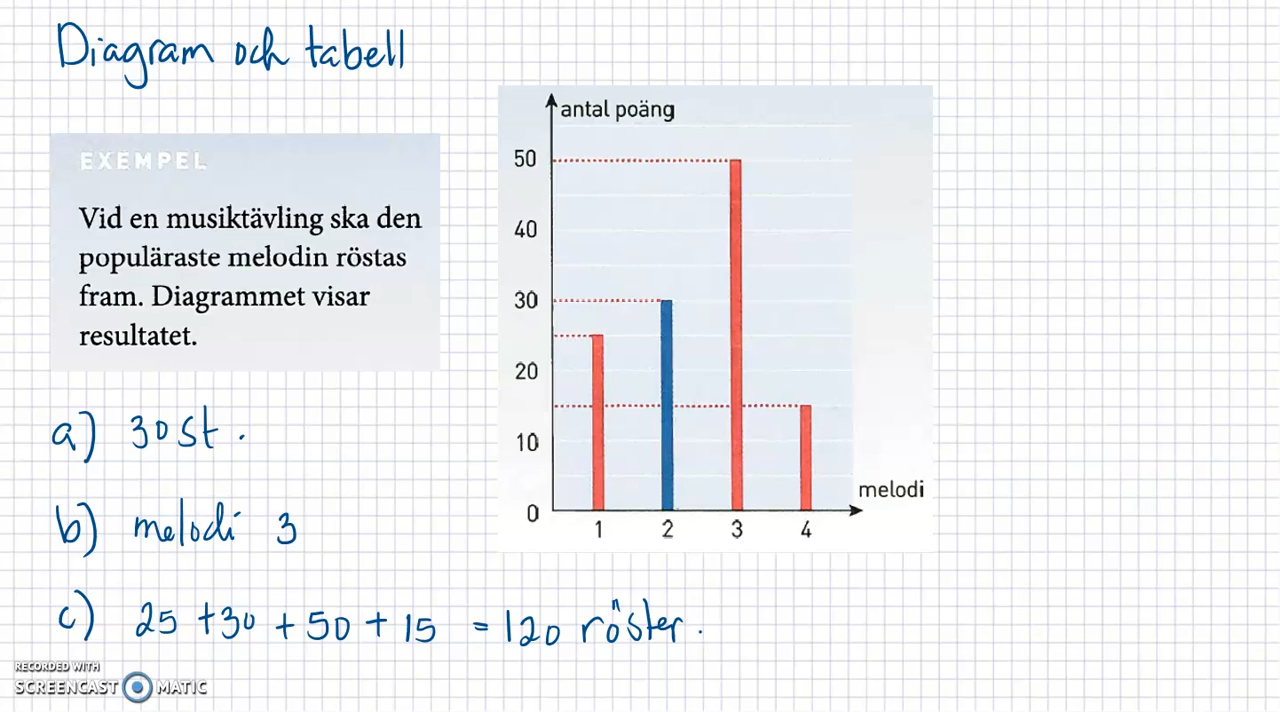 Diagram och tabell
EXEMPEL
Vid en musiktävling ska den
populäraste melodin röstas
fram. Diagrammet visar
resultatet.
antal poäng
50
40
30
20
10
0
1 2 3 4
melodi
a) 30 st.
b) melodi 3
c) 25 + 30 + 50 + 15 = 120 röster.
RECORDED WITH
SCREENCAST MATIC